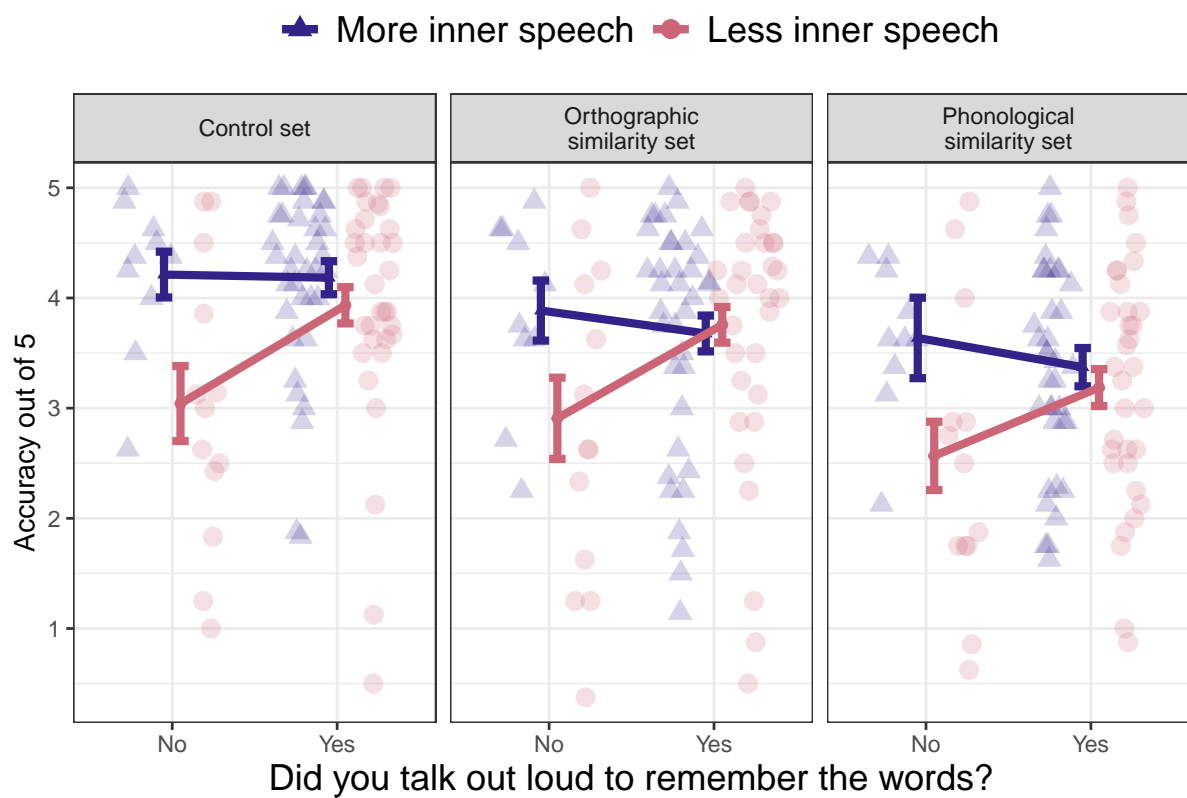 More inner speech Less inner speech
Control set
Orthographic
similarity set
Phonological
similarity set
Accuracy out of 5
5
4
3
2
1
No Yes No Yes No Yes
Did you talk out loud to remember the words?